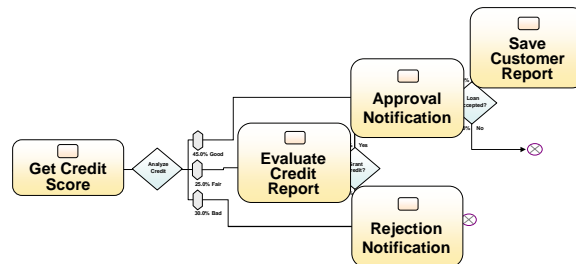 Save
Customer
Report
Approval
Notification
Loan
Yes
No
Get Credit
Score
Analyze
Credit
45.0% Good
25.0% Fair
30.0% Bad
Evaluate
Credit
Report
Rejection
Notification